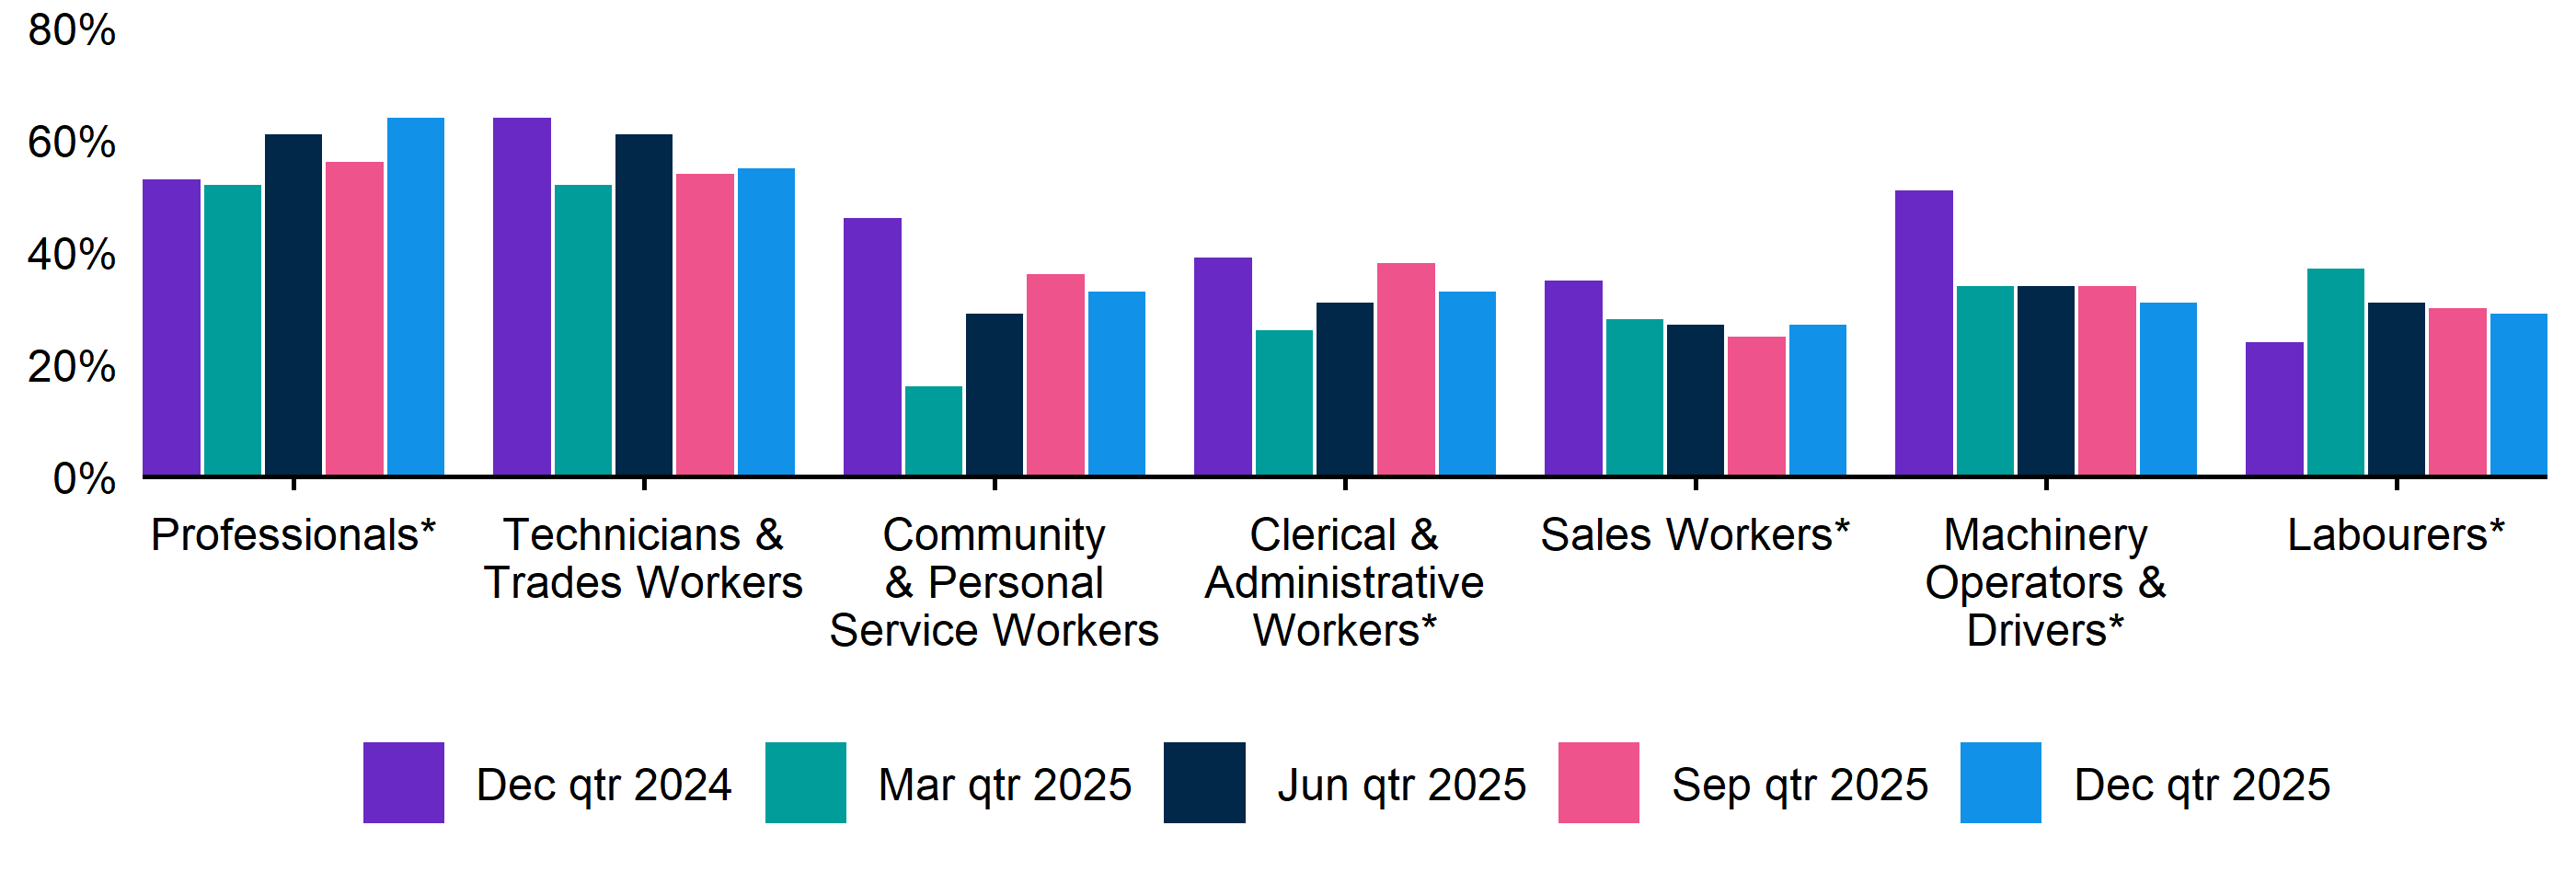 80%
60%
40%
20%
0%
Professionals*
Technicians &
Trades Workers
Community
& Personal
Service Workers
Clerical &
Administrative
Workers*
Sales Workers*
Machinery
Operators &
Drivers*
Labourers*
Dec qtr 2024
Mar qtr 2025
Jun qtr 2025
Sep qtr 2025
Dec qtr 2025